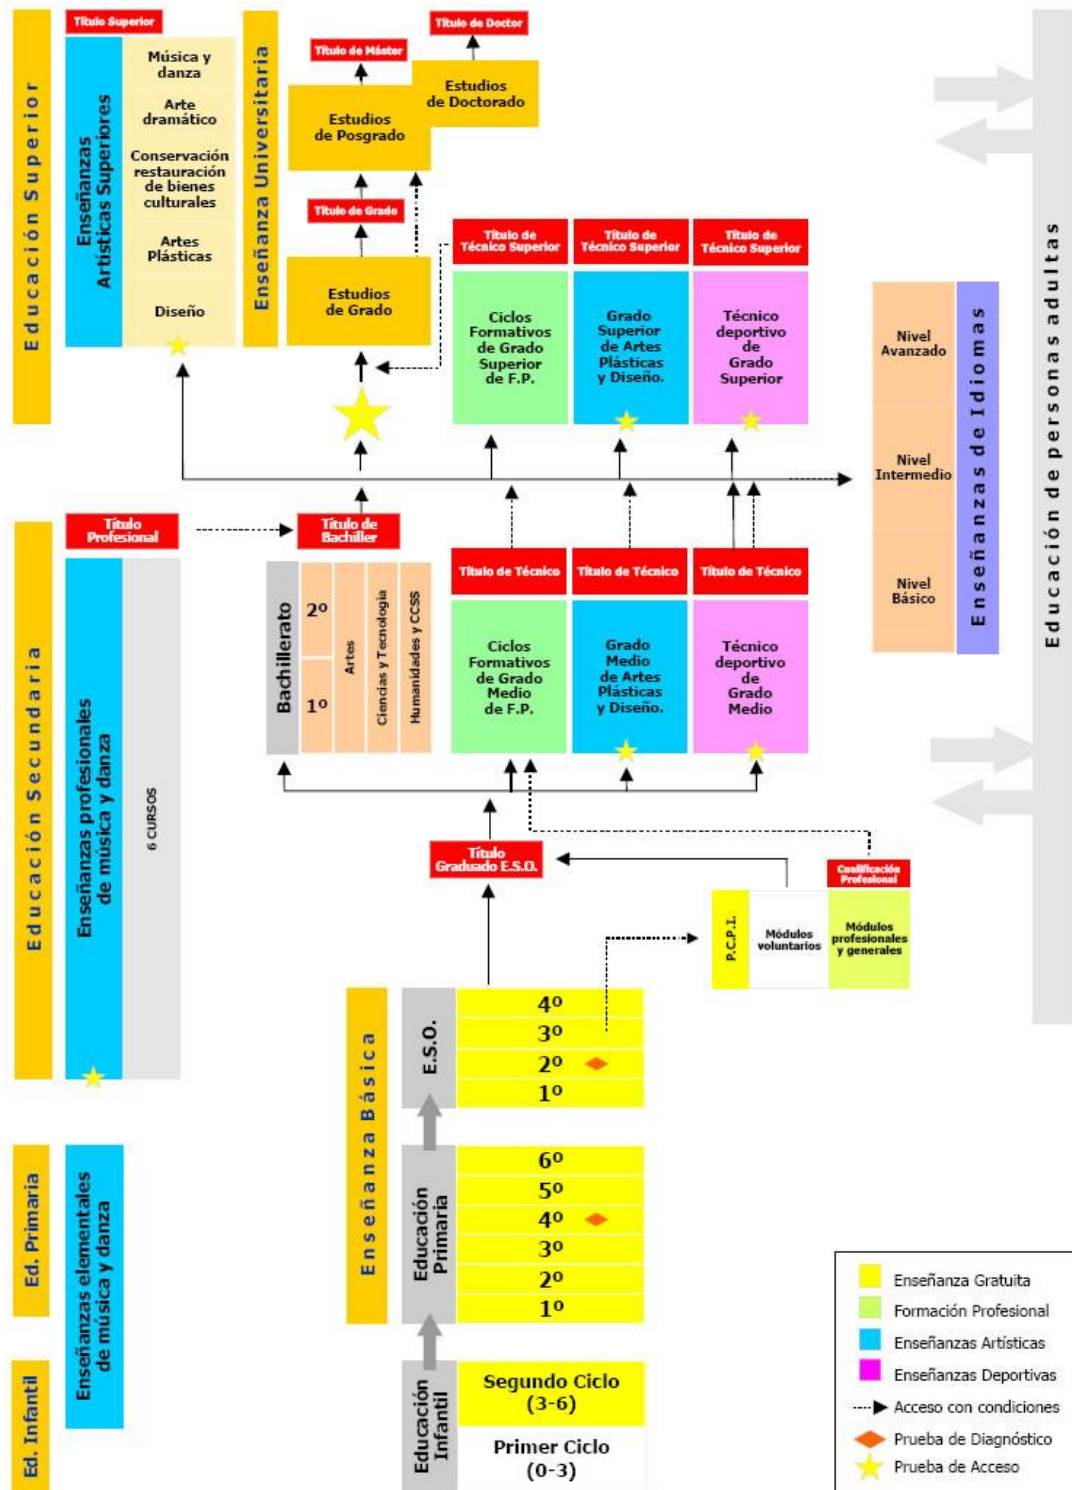 Título Superior
Título de Doctor
Título de Máster
Educación Superior
Enseñanzas
Artísticas Superiores
Música y
danza
Arte
dramático
Conservación
restauración
de bienes
culturales
Artes
Plásticas
Diseño
Enseñanza Universitaria
Estudios
de Doctorado
Estudios
de Posgrado
Título de Grado
Estudios
de Grado
Título de
Técnico Superior
Título de
Técnico Superior
Título de
Técnico Superior
Ciclos
Formativos
de Grado
Superior
de F.P.
Grado
Superior
de Artes
Plásticas
y Diseño.
Técnico
deportivo
de
Grado
Superior
Nivel
Avanzado
Nivel
Intermedio
Nivel
Básico
Enseñanzas de Idiomas
Educación de personas adultas
Educación Secundaria
Título
Profesional
Enseñanzas profesionales
de música y danza
6 CURSOS
Título de
Bachiller
Bachillerato
2º
1º
Artes
Ciencias y Tecnología
Humanidades y CCSS
Título de Técnico
Título de Técnico
Título de Técnico
Ciclos
Formativos
de Grado
Medio
de F.P.
Grado
Medio
de Artes
Plásticas
y Diseño.
Técnico
deportivo
de
Grado
Medio
Título
Graduado E.S.O.
Cualificación
Profesional
P.C.P.I.
Módulos
voluntarios
Módulos
profesionales
y generales
Enseñanza Básica
E.S.O.
4º
3º
2º
1º
Ed. Primaria
Enseñanzas elementales
de música y danza
Educación
Primaria
6º
5º
4º
3º
2º
1º
Ed. Infantil
Educación
Infantil
Segundo Ciclo
(3-6)
Primer Ciclo
(0-3)
Enseñanza Gratuita
Formación Profesional
Enseñanzas Artísticas
Enseñanzas Deportivas
Acceso con condiciones
Prueba de Diagnóstico
Prueba de Acceso